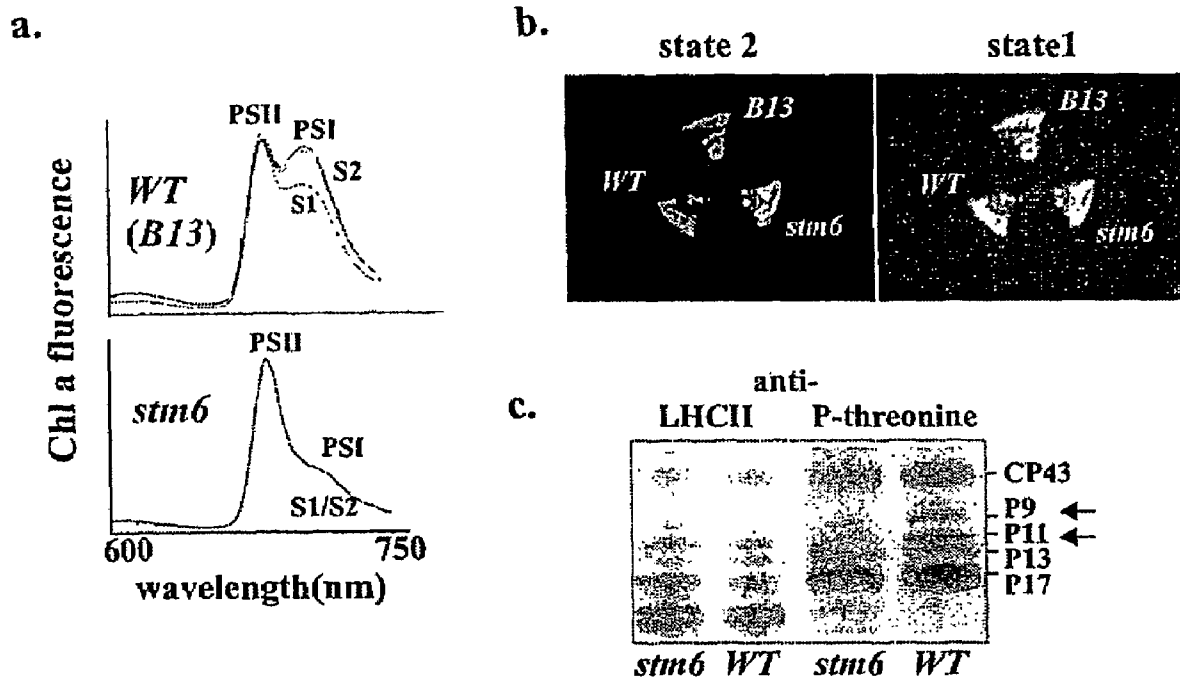 a.
PSII
PSI
WT
(B13)
S2
S1
PSII
stm6
PSI
S1/S2
Chl a fluorescence
600
750
wavelength(nm)
b.
state 2
state1
B13
WT
stm6
B13
WT
stm6
c.
anti-
LHCII
P-threonine
CP43
P9
P11
P13
P17
stm6 WT stm6 WT